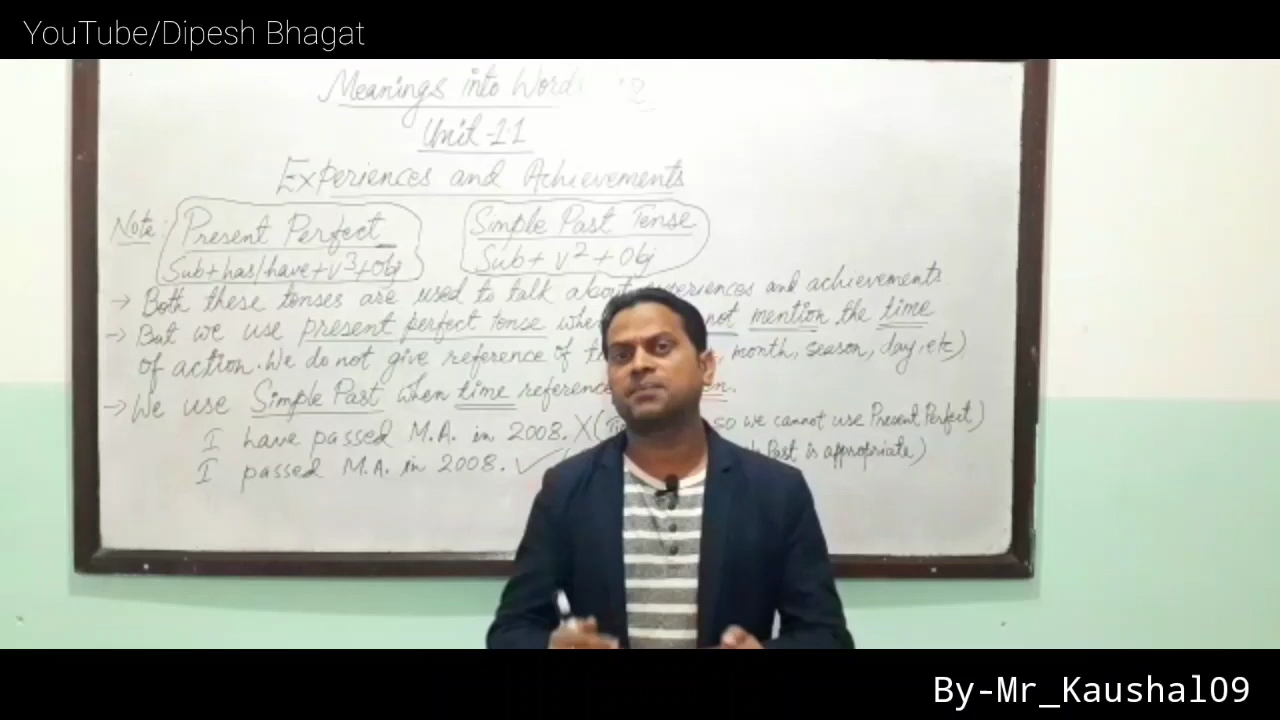 YouTube/Dipesh Bhagat
Meanings into Words 2
Unit-11
Experiences and Achievements
Note: Present Perfect Simple Past Tense
Sub+has/have+v³+obj Sub+ v²+Obj
→ Both these tenses are used to talk about experiences and achievements
→ But we use present perfect tense not mention the time
of action. We do not give reference of month, season, day, etc)
→ We use Simple Past when time reference
I have passed M.A. in 2008. X ( so we cannot use Present Perfect)
I passed M.A. in 2008. ✓ Past is appropriate)
By-Mr_Kaushal09